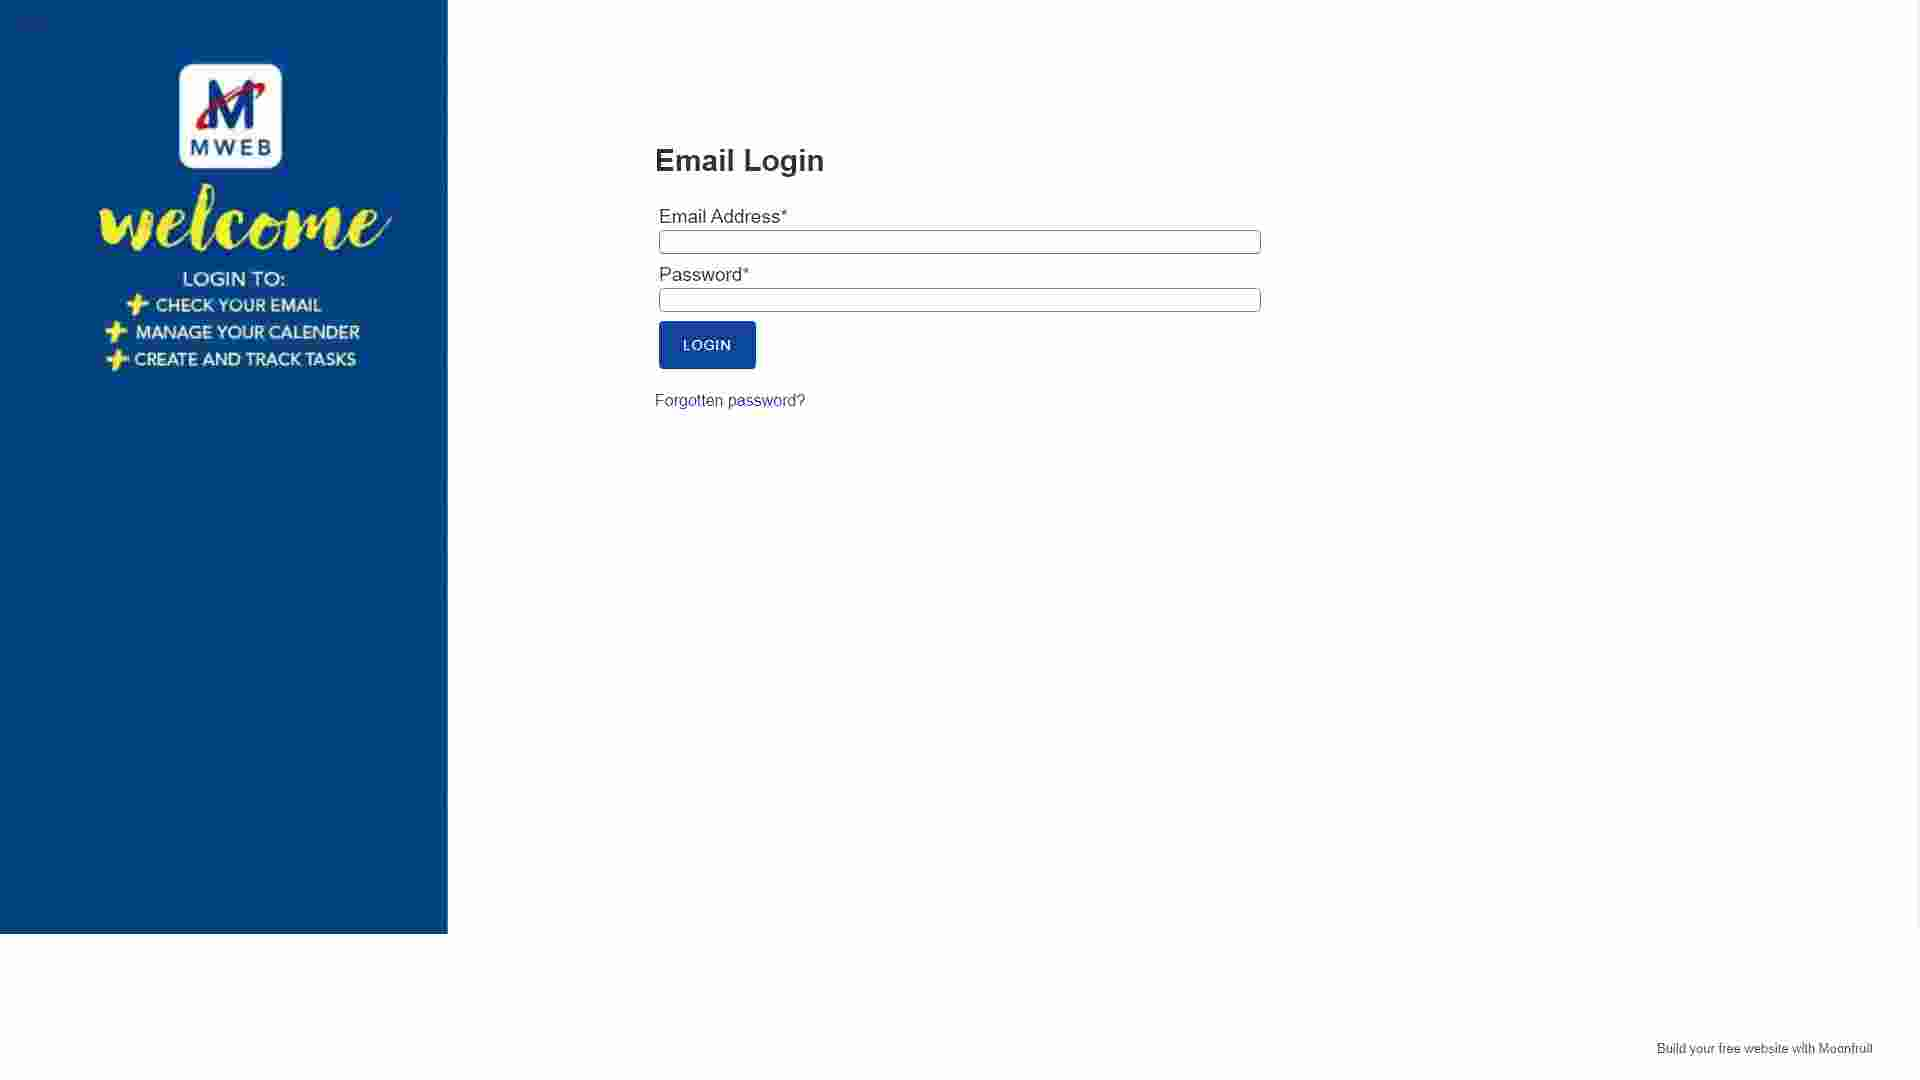 MWEB
welcome
LOGIN TO:
CHECK YOUR EMAIL
MANAGE YOUR CALENDER
CREATE AND TRACK TASKS
Email Login
Email Address*
Password*
LOGIN
Forgotten password?
Build your free website with Moonfruit